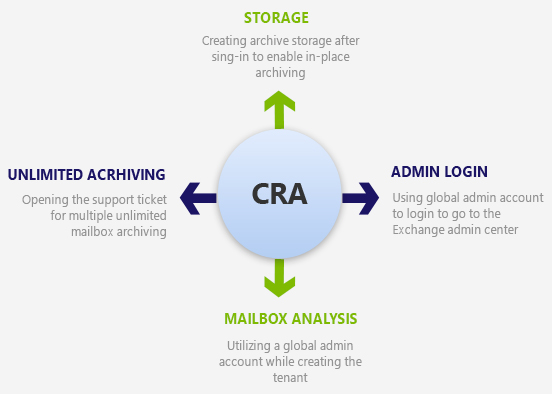 STORAGE
Creating archive storage after
sing-in to enable in-place
archiving
UNLIMITED ACRHIVING
Opening the support ticket
for multiple unlimited
mailbox archiving
CRA
ADMIN LOGIN
Using global admin account
to login to go to the
Exchange admin center
MAILBOX ANALYSIS
Utilizing a global admin
account while creating the
tenant